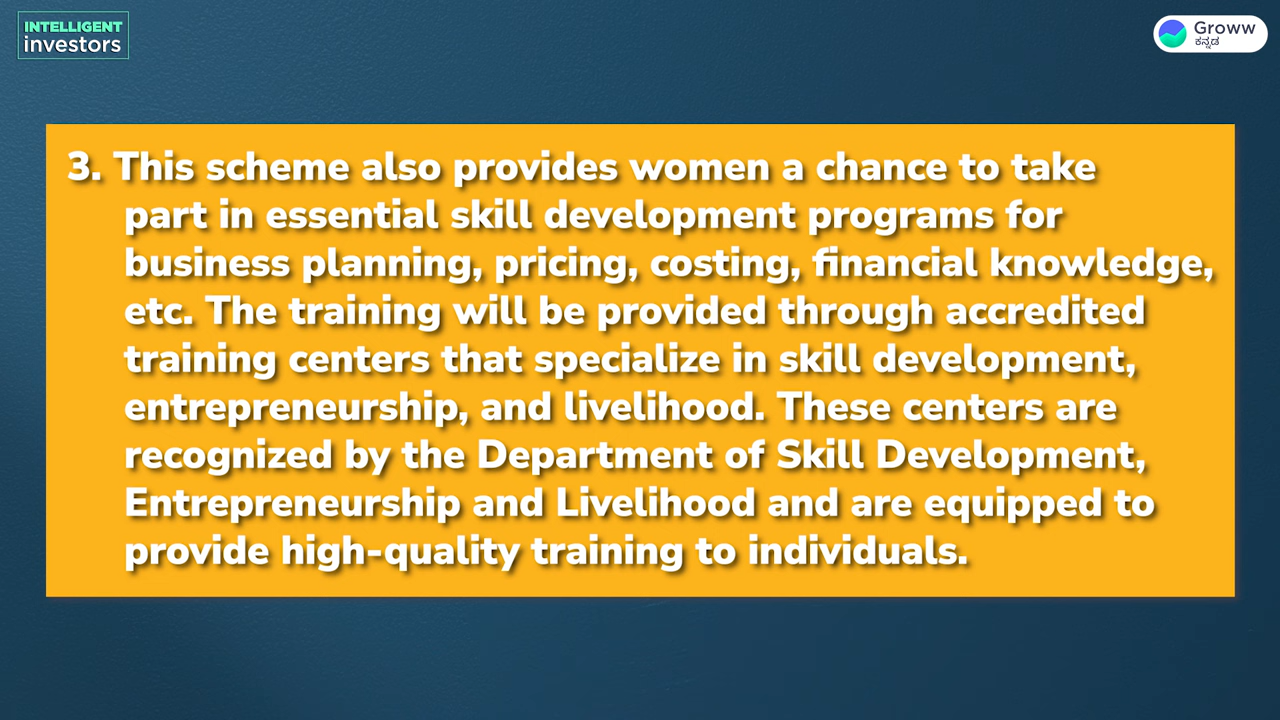 INTELLIGENT
investors
Groww
ಕನ್ನಡ
3. This scheme also provides women a chance to take
part in essential skill development programs for
business planning, pricing, costing, financial knowledge,
etc. The training will be provided through accredited
training centers that specialize in skill development,
entrepreneurship, and livelihood. These centers are
recognized by the Department of Skill Development,
Entrepreneurship and Livelihood and are equipped to
provide high-quality training to individuals.